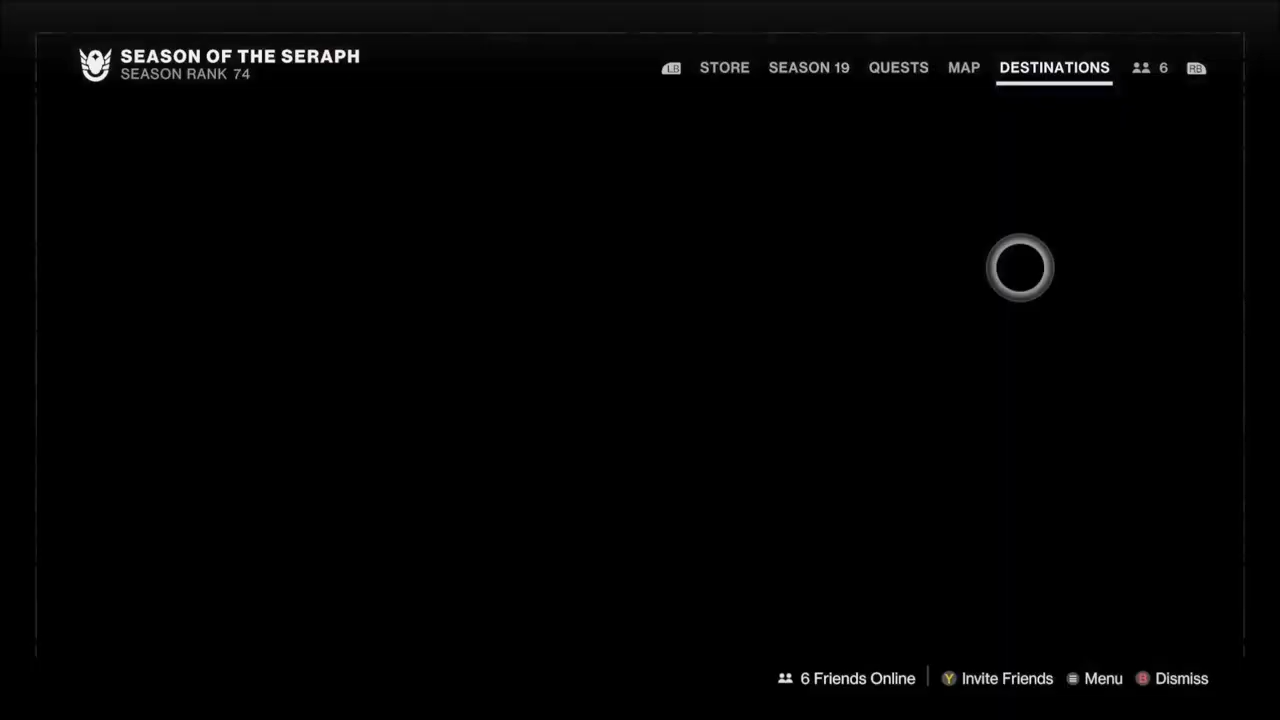 SEASON OF THE SERAPH
SEASON RANK 74
LB STORE SEASON 19 QUESTS MAP DESTINATIONS 6 RB
6 Friends Online Y Invite Friends Menu B Dismiss